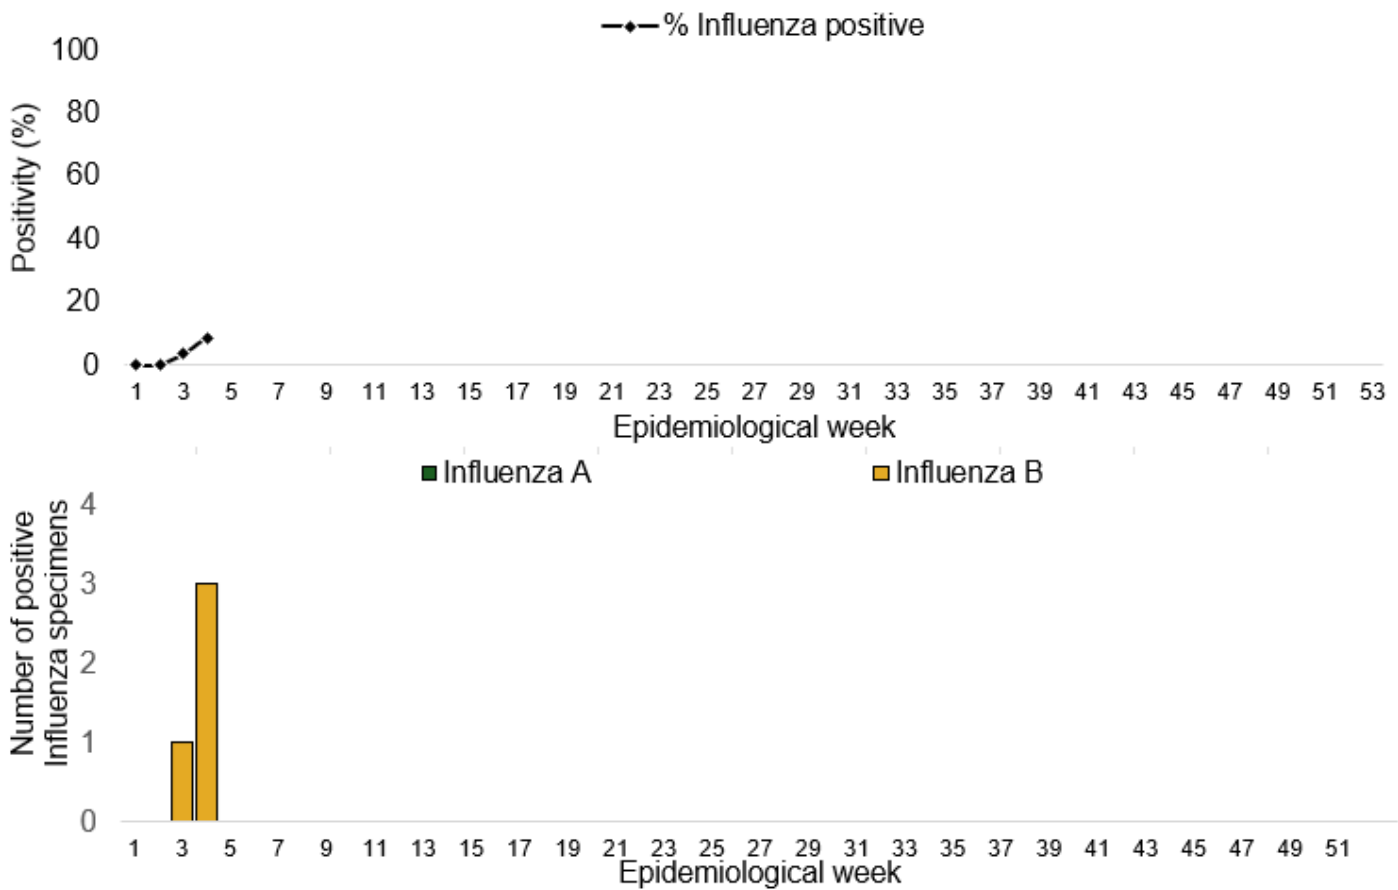 % Influenza positive
100
80
60
40
20
0
Positivity (%)
1 3 5 7 9 11 13 15 17 19 21 23 25 27 29 31 33 35 37 39 41 43 45 47 49 51 53
Epidemiological week
Influenza A Influenza B
4
3
2
1
0
Number of positive
Influenza specimens
1 3 5 7 9 11 13 15 17 19 21 23 25 27 29 31 33 35 37 39 41 43 45 47 49 51
Epidemiological week